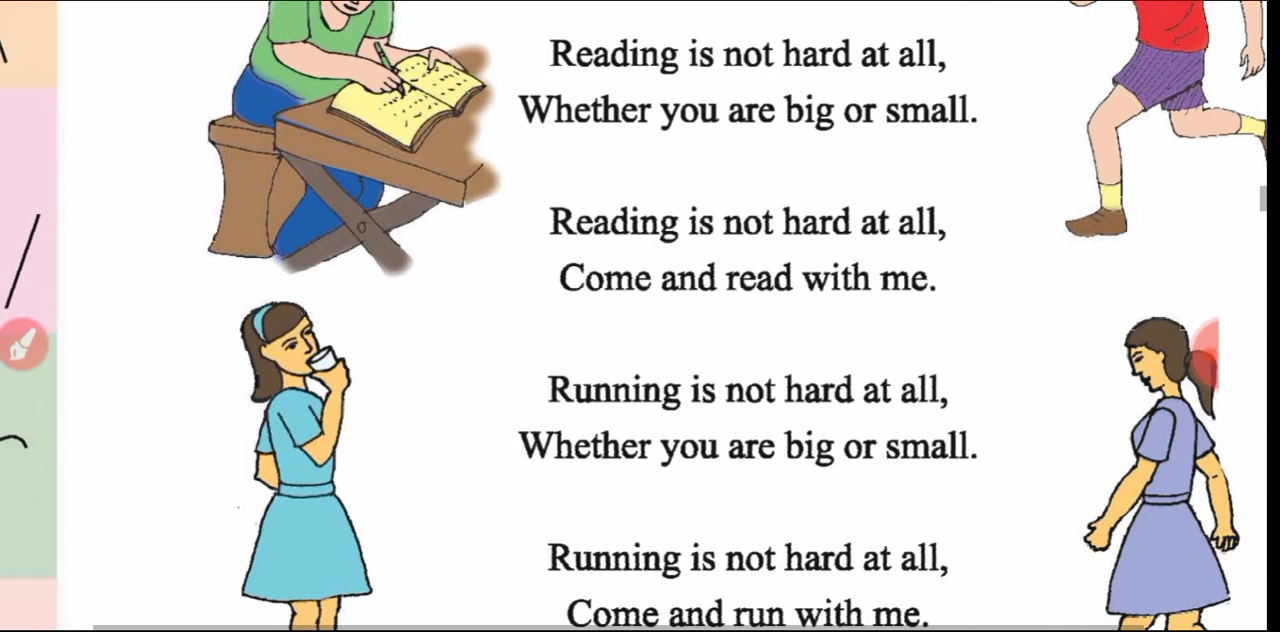 Reading is not hard at all,
Whether you are big or small.
Reading is not hard at all,
Come and read with me.
Running is not hard at all,
Whether you are big or small.
Running is not hard at all,
Come and run with me.